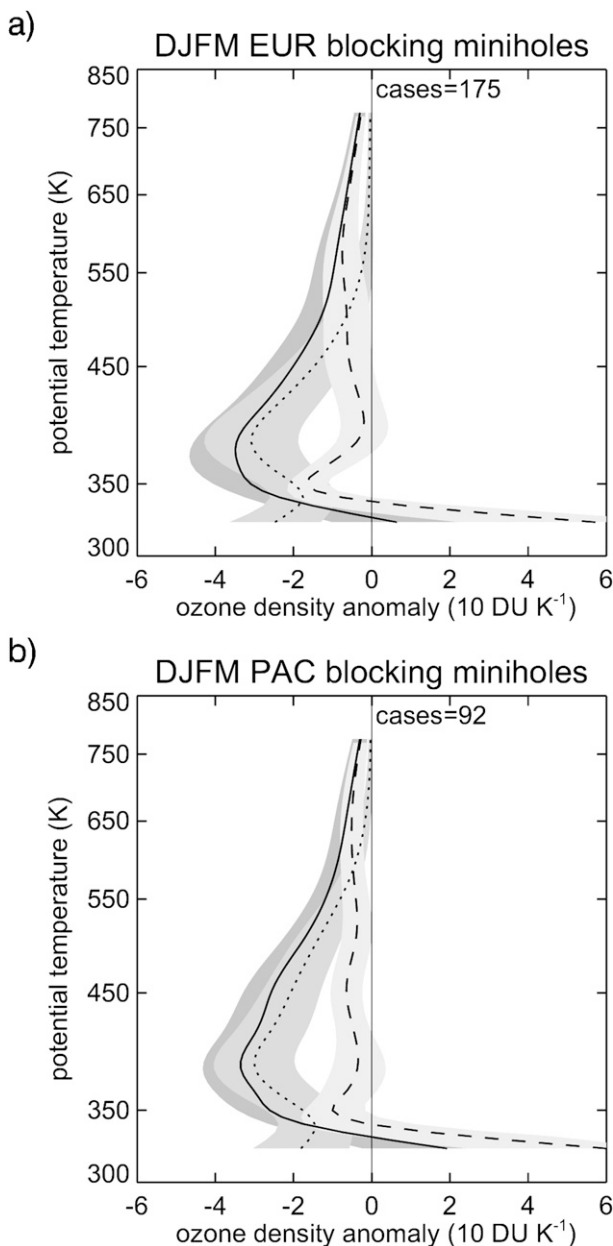 a)
DJFM EUR blocking miniholes
cases=175
850
750
650
550
450
350
300
potential temperature (K)
-6 -4 -2 0 2 4 6
ozone density anomaly (10 DU K⁻¹)
b)
DJFM PAC blocking miniholes
cases=92
850
750
650
550
450
350
300
potential temperature (K)
-6 -4 -2 0 2 4 6
ozone density anomaly (10 DU K⁻¹)